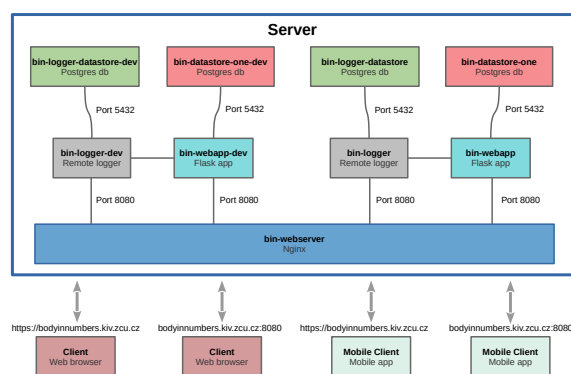 Server
bin-logger-datastore-dev
Postgres db
bin-datastore-one-dev
Postgres db
bin-logger-datastore
Postgres db
bin-datastore-one
Postgres db
Port 5432
Port 5432
Port 5432
Port 5432
bin-logger-dev
Remote logger
bin-webapp-dev
Flask app
bin-logger
Remote logger
bin-webapp
Flask app
Port 8080
Port 8080
Port 8080
Port 8080
bin-webserver
Nginx
https://bodyinnumbers.kiv.zcu.cz
bodyinnumbers.kiv.zcu.cz:8080
https://bodyinnumbers.kiv.zcu.cz
bodyinnumbers.kiv.zcu.cz:8080
Client
Web browser
Client
Web browser
Mobile Client
Mobile app
Mobile Client
Mobile app